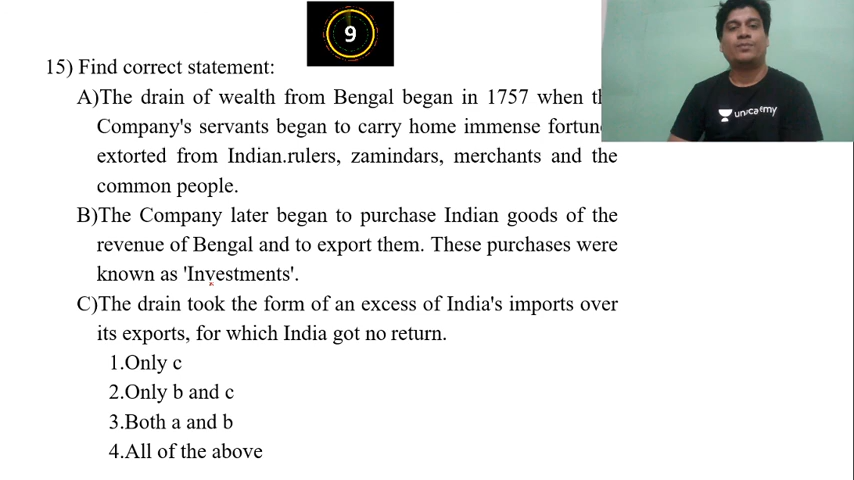 9
15) Find correct statement:
A)The drain of wealth from Bengal began in 1757 when
Company's servants began to carry home immense
unacademy
extorted from Indian.rulers, zamindars, merchants and the
common people.
B)The Company later began to purchase Indian goods of the
revenue of Bengal and to export them. These purchases were
known as 'Investments'.
C)The drain took the form of an excess of India's imports over
its exports, for which India got no return.
1.Only c
2.Only b and c
3.Both a and b
4.All of the above